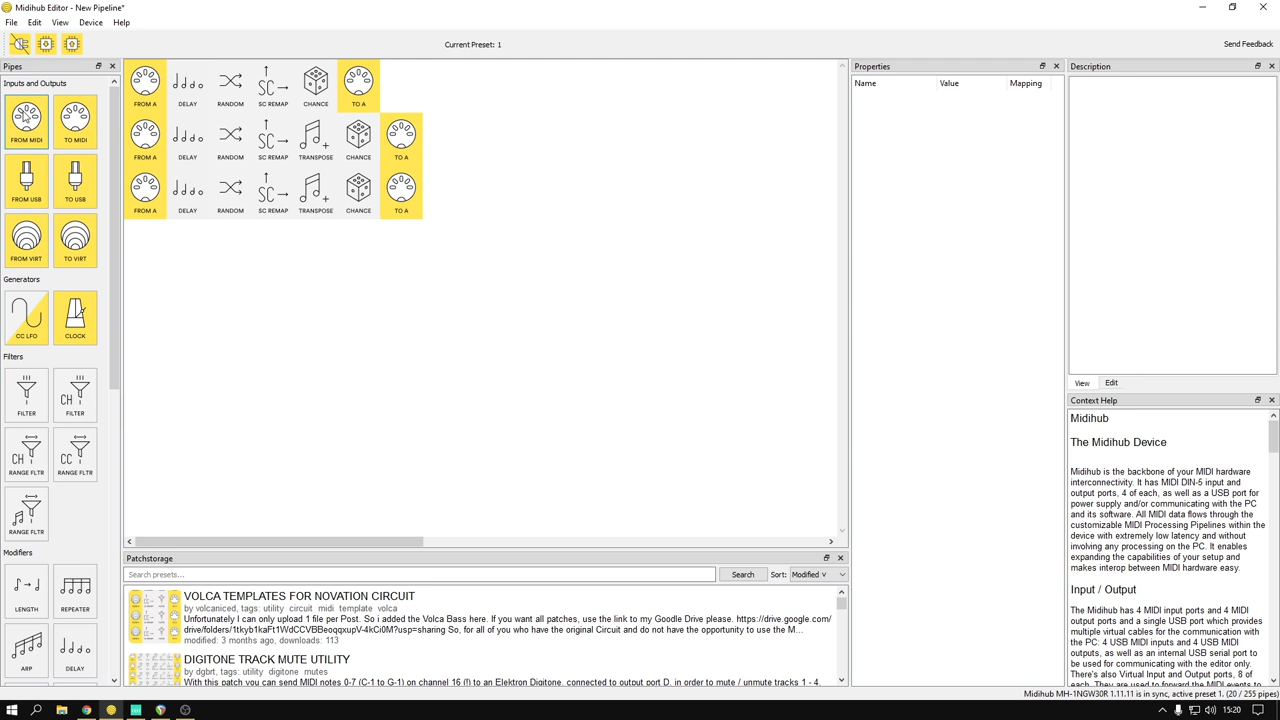 Midihub Editor - New Pipeline*
File Edit View Device Help
Current Preset: 1
Send Feedback
Pipes
Inputs and Outputs
FROM MIDI TO MIDI
FROM USB TO USB
FROM VIRT TO VIRT
Generators
CC LFO CLOCK
Filters
FILTER CH FILTER
CH RANGE FLTR CC RANGE FLTR
RANGE FLTR
Modifiers
LENGTH REPEATER
ARP DELAY
FROM A DELAY RANDOM SC REMAP CHANCE TO A
FROM A DELAY RANDOM SC REMAP TRANSPOSE CHANCE TO A
FROM A DELAY RANDOM SC REMAP TRANSPOSE CHANCE TO A
Patchstorage
Search presets... Search Sort: Modified
VOLCA TEMPLATES FOR NOVATION CIRCUIT
by volcaniced, tags: utility circuit midi template volca
Unfortunately I can only upload 1 file per Post. So i added the Volca Bass here. If you want all patches, use the link to my Goodle Drive please. https://drive.google.com/
drive/folders/1tkyb1kaFt1WdCCVBBeoqqxupV-4kCi0M?usp=sharing So, for all of you who have the original Circuit and do not have the opportunity to use the M...
modified: 3 months ago, downloads: 113
DIGITONE TRACK MUTE UTILITY
by dgbrt, tags: utility digitone mutes
With this patch you can send MIDI notes 0-7 (C-1 to G-1) on channel 16 (!) to an Elektron Digitone, connected to output port D, in order to mute / unmute tracks 1 - 4.
Properties
Name Value Mapping
Description
View Edit
Context Help
Midihub
The Midihub Device
Midihub is the backbone of your MIDI hardware
interconnectivity. It has MIDI DIN-5 input and
output ports, 4 of each, as well as a USB port for
power supply and/or communicating with the PC
and its software. All MIDI data flows through the
customizable MIDI Processing Pipelines within the
device with extremely low latency and without
involving any processing on the PC. It enables
expanding the capabilities of your setup and
makes interop between MIDI hardware easy.
Input / Output
The Midihub has 4 MIDI input ports and 4 MIDI
output ports and a single USB port which provides
multiple virtual cables for the communication with
the PC: 4 USB MIDI inputs and 4 USB MIDI
outputs, as well as an internal USB serial port to
be used for communicating with the editor only.
There's also Virtual Input and Output ports, 8 of
each. They are used to forward the MIDI events to
Midihub MH-1NGW30R 1.11.11 is in sync, active preset 1. (20 / 255 pipes)
15:20